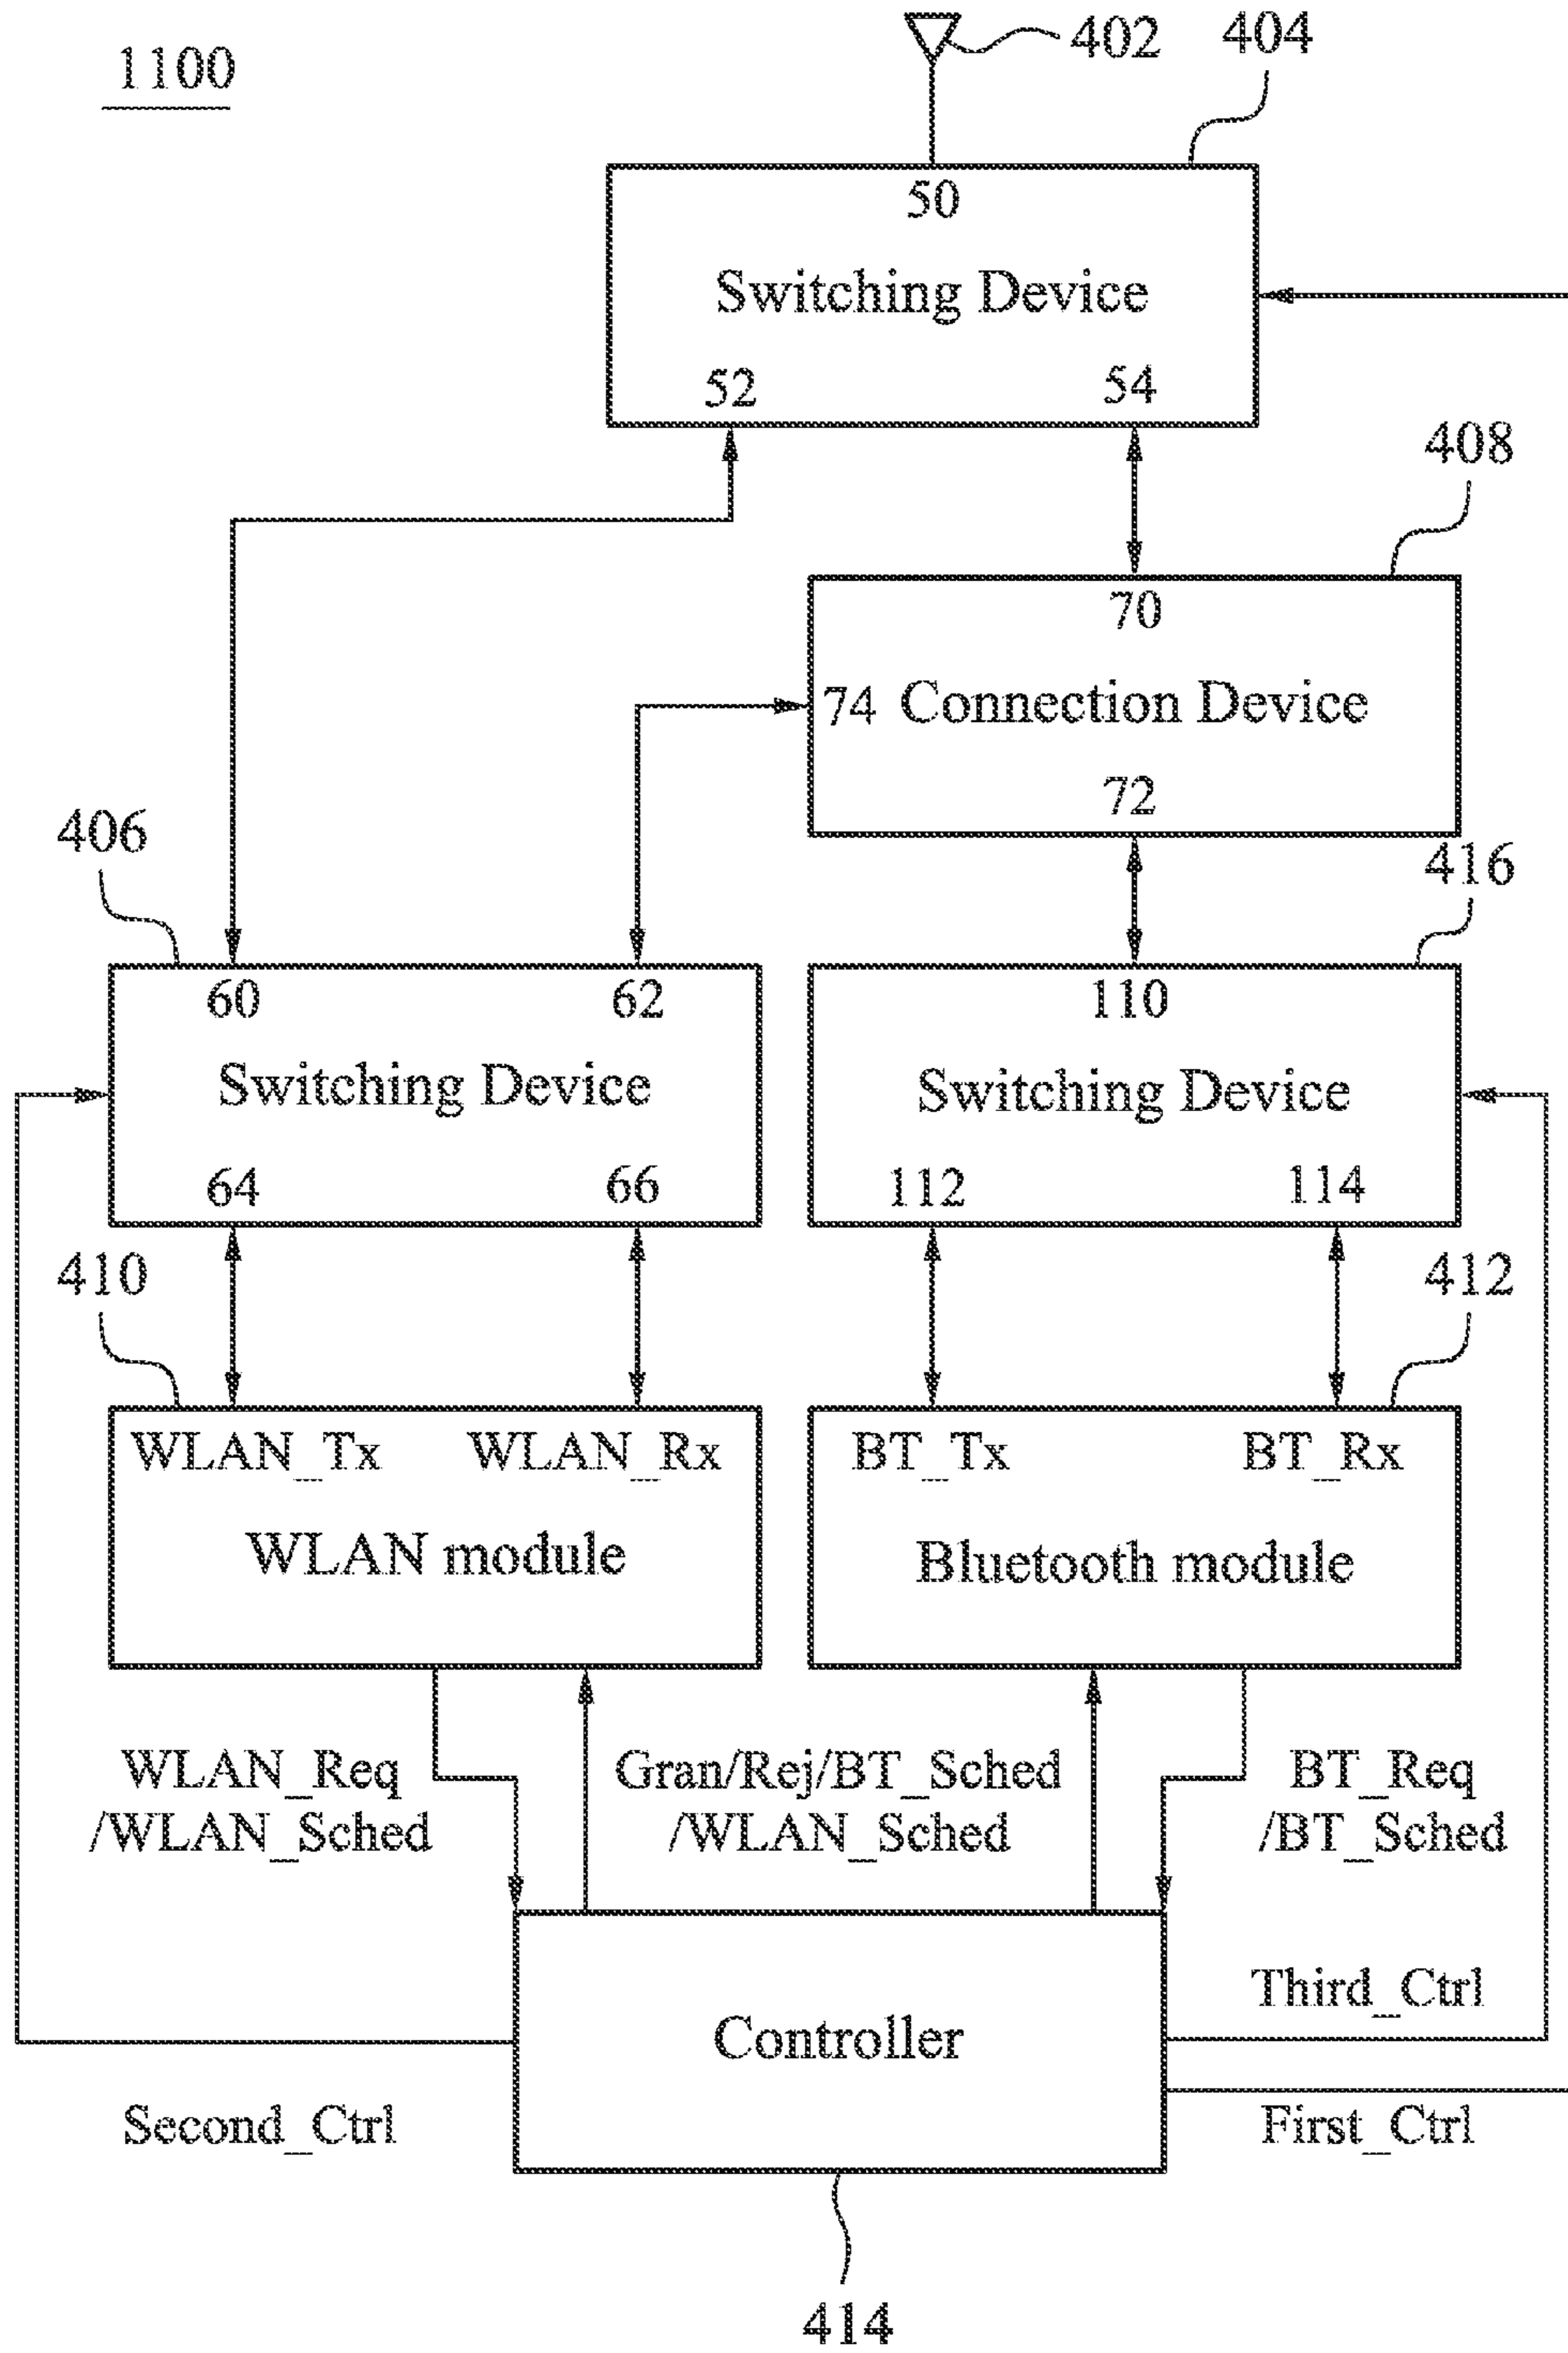 1100
402
404
50
Switching Device
52
54
408
70
74 Connection Device
72
406
416
60
62
110
Switching Device
Switching Device
64
66
112
114
410
412
WLAN_Tx
WLAN_Rx
BT_Tx
BT_Rx
WLAN module
Bluetooth module
WLAN_Req
/WLAN_Sched
Gran/Rej/BT_Sched
/WLAN_Sched
BT_Req
/BT_Sched
Third_Ctrl
Controller
Second_Ctrl
First_Ctrl
414